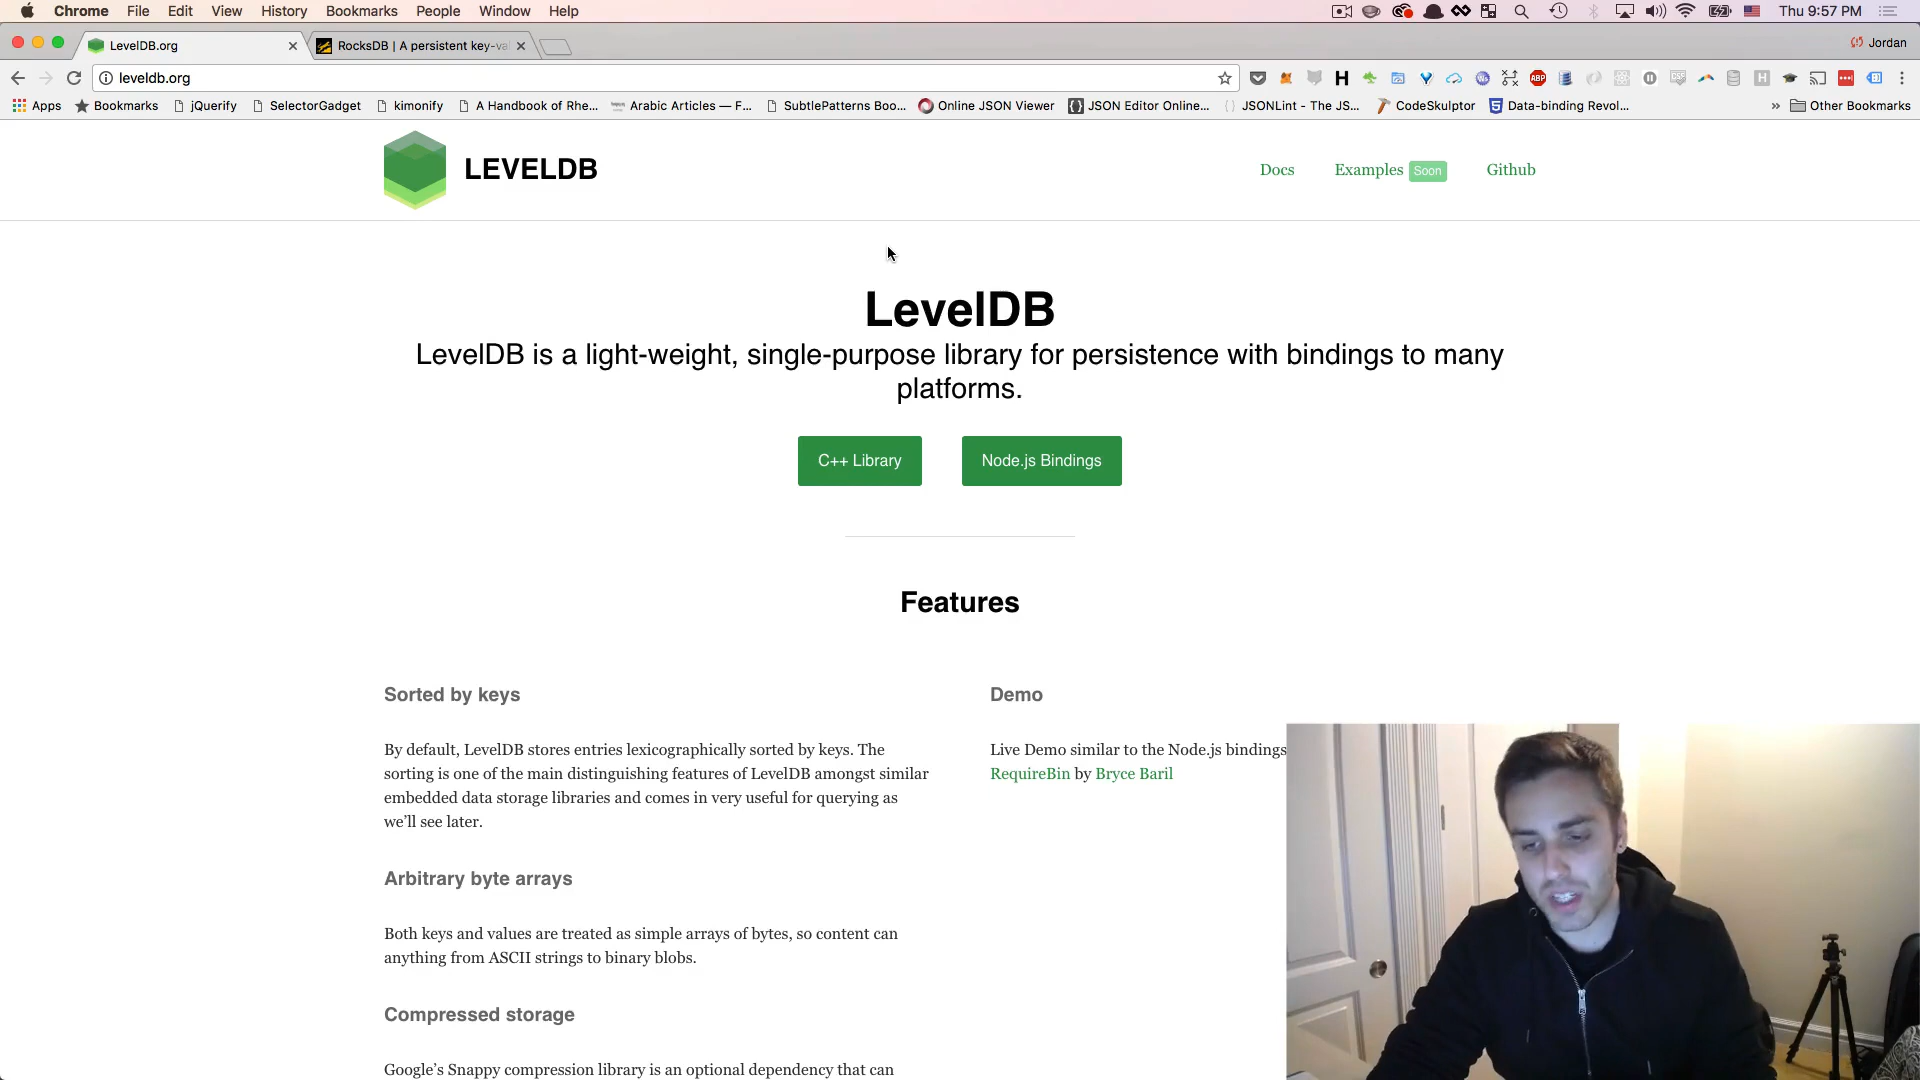 Chrome File Edit View History Bookmarks People Window Help Thu 9:57 PM
LevelDB.org RocksDB | A persistent key-va Jordan
leveldb.org
Apps Bookmarks jQuerify SelectorGadget kimonify A Handbook of Rhe... Arabic Articles — F... SubtlePatterns Boo... Online JSON Viewer JSON Editor Online... JSONLint - The JS... CodeSkulptor Data-binding Revol... » Other Bookmarks
LEVELDB
Docs Examples Soon Github
LevelDB
LevelDB is a light-weight, single-purpose library for persistence with bindings to many
platforms.
C++ Library Node.js Bindings
Features
Sorted by keys
By default, LevelDB stores entries lexicographically sorted by keys. The
sorting is one of the main distinguishing features of LevelDB amongst similar
embedded data storage libraries and comes in very useful for querying as
we'll see later.
Arbitrary byte arrays
Both keys and values are treated as simple arrays of bytes, so content can
anything from ASCII strings to binary blobs.
Compressed storage
Google's Snappy compression library is an optional dependency that can
Demo
Live Demo similar to the Node.js bindings
RequireBin by Bryce Baril